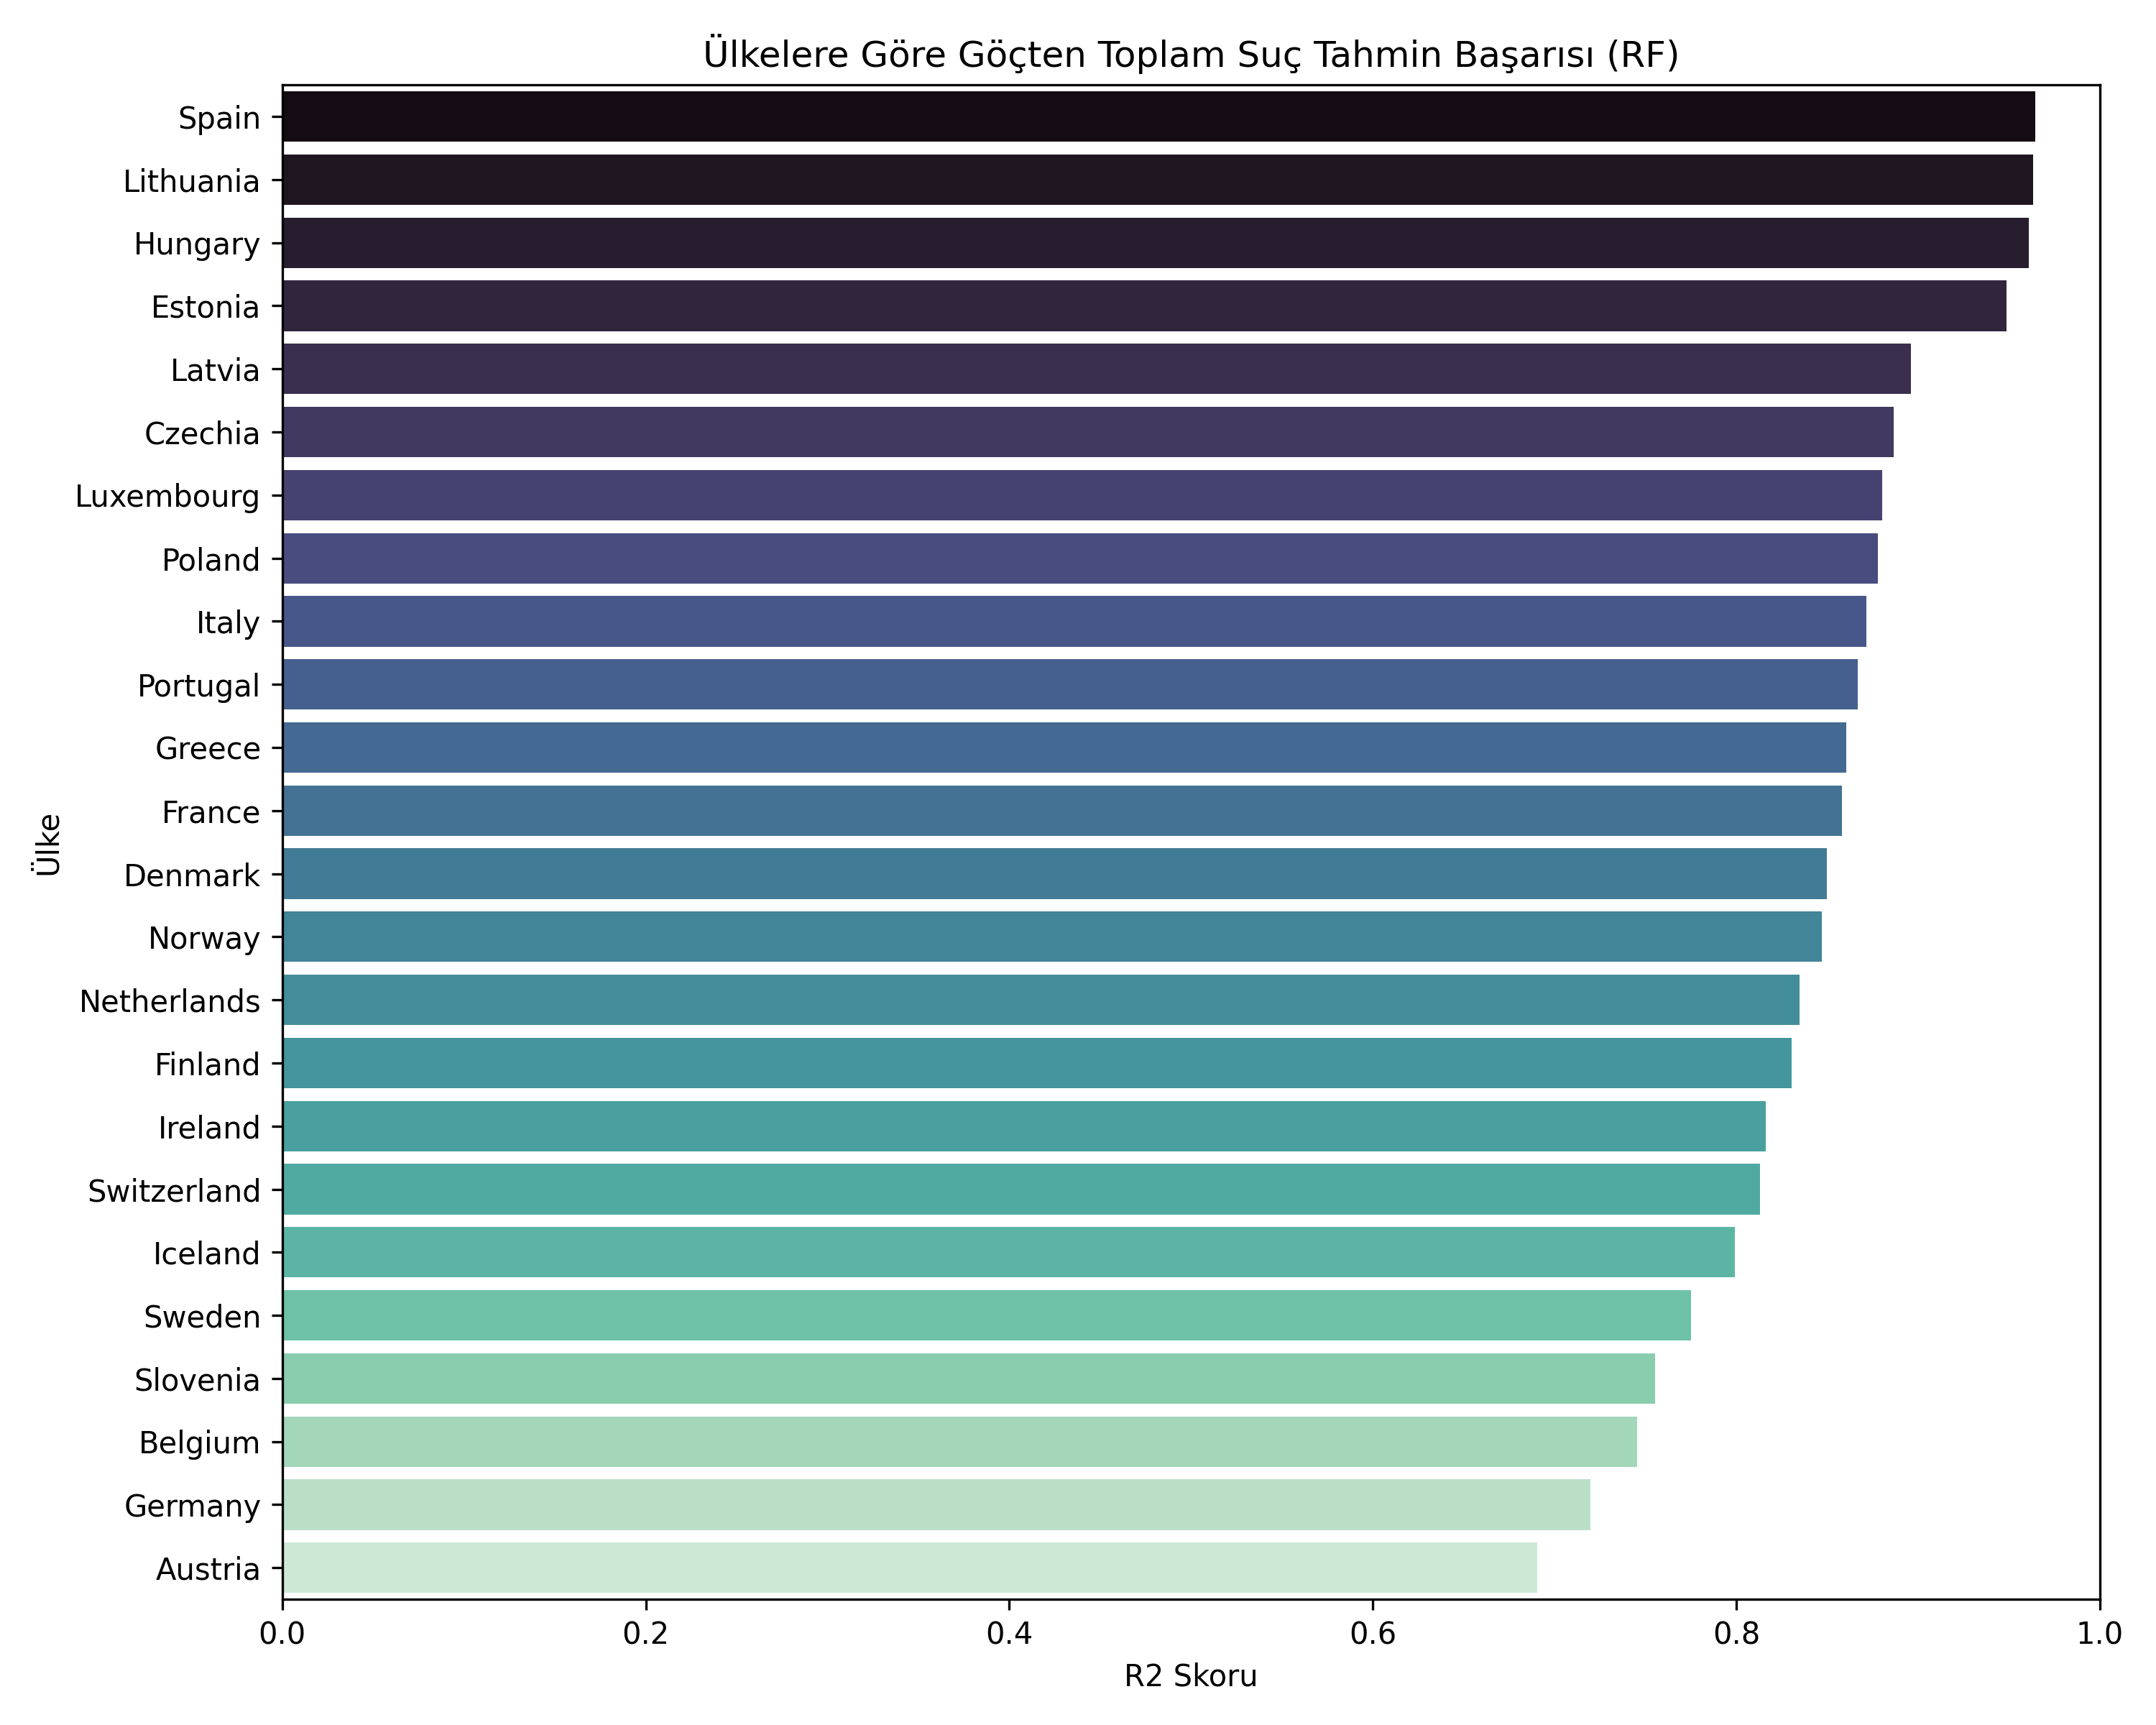 Ülkelere Göre Göçten Toplam Suç Tahmin Başarısı (RF)
Spain
Lithuania
Hungary
Estonia
Latvia
Czechia
Luxembourg
Poland
Italy
Portugal
Greece
France
Denmark
Norway
Netherlands
Finland
Ireland
Switzerland
Iceland
Sweden
Slovenia
Belgium
Germany
Austria
Ülke
0.0 0.2 0.4 0.6 0.8 1.0
R2 Skoru